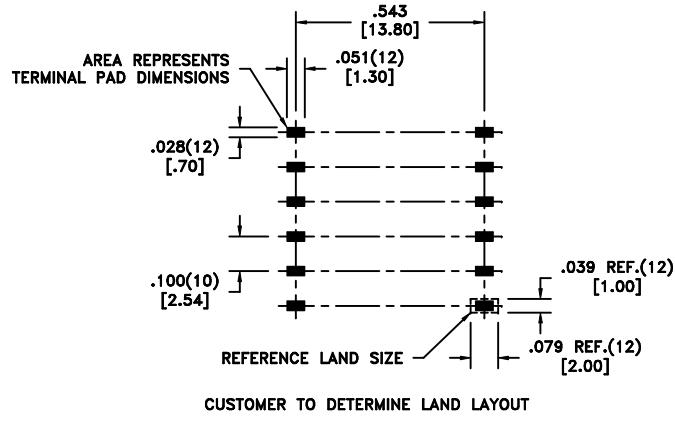 .543
[13.80]
AREA REPRESENTS
TERMINAL PAD DIMENSIONS
.051(12)
[1.30]
.028(12)
[.70]
.100(10)
[2.54]
.039 REF.(12)
[1.00]
REFERENCE LAND SIZE
.079 REF.(12)
[2.00]
CUSTOMER TO DETERMINE LAND LAYOUT